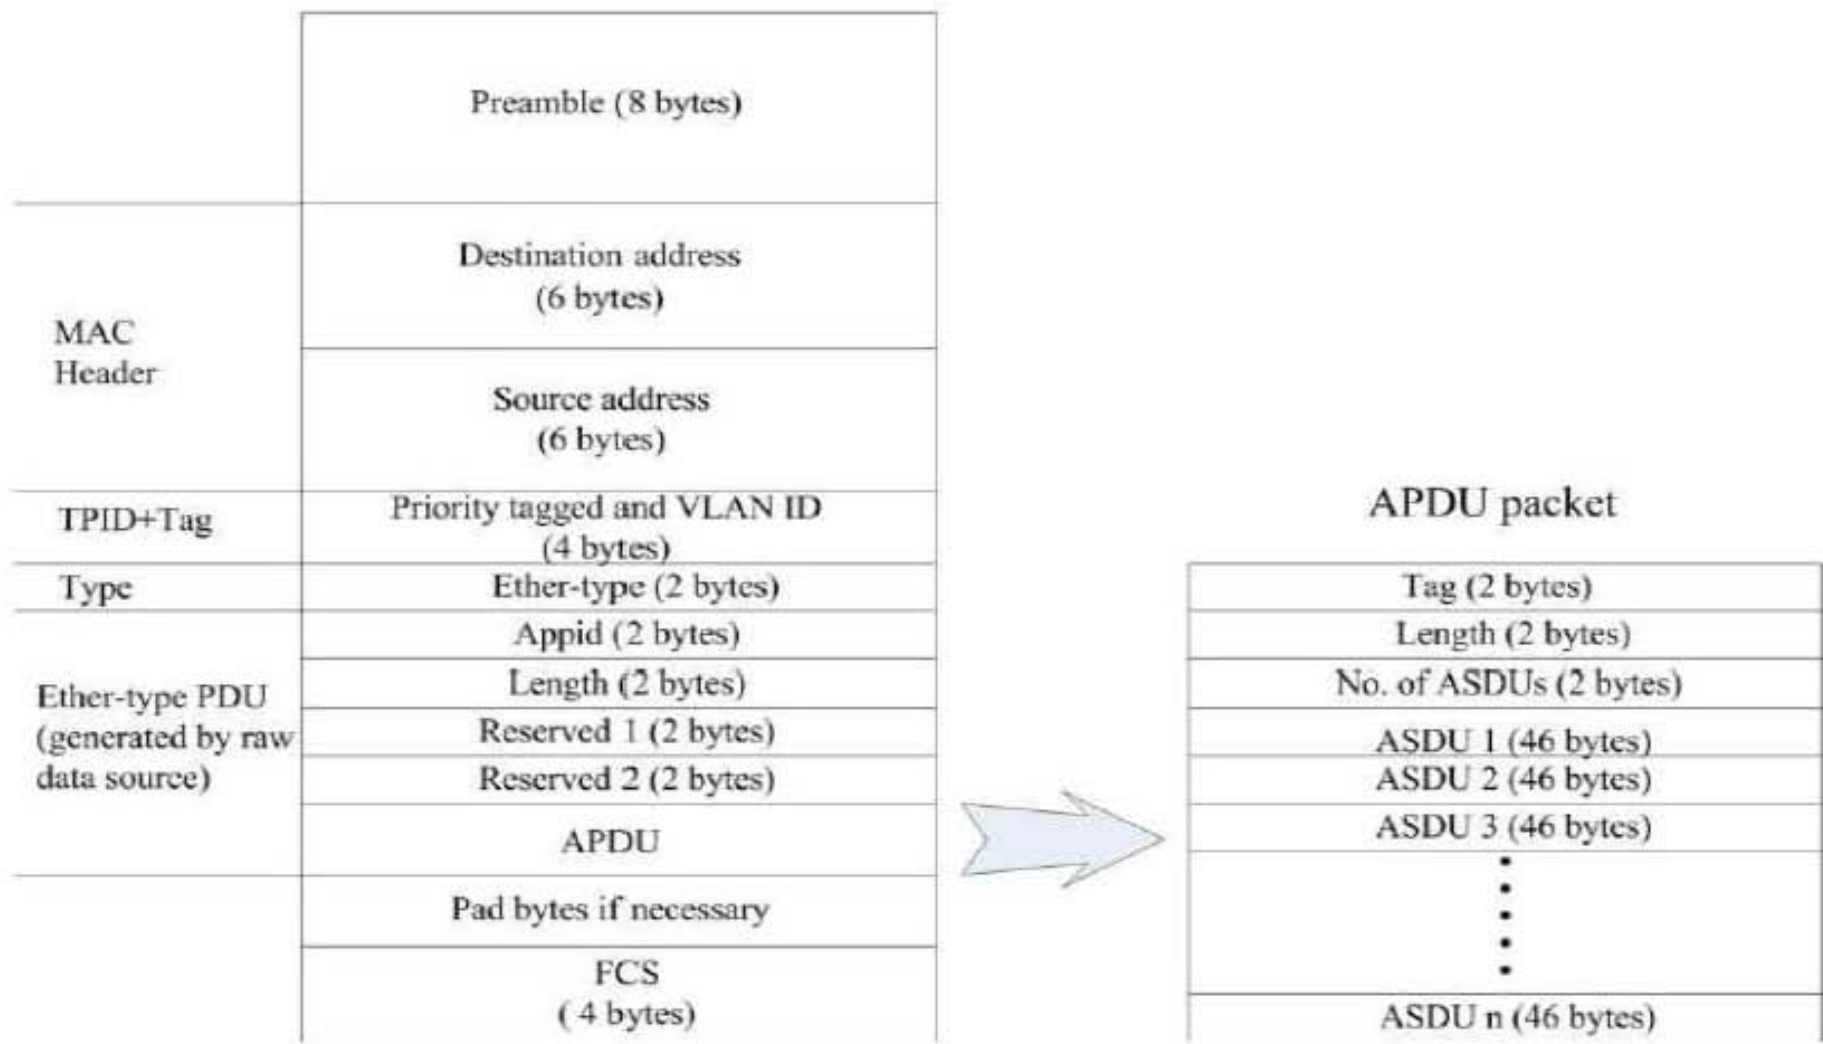 Preamble (8 bytes)
MAC
Header
Destination address
(6 bytes)
Source address
(6 bytes)
TPID+Tag
Priority tagged and VLAN ID
(4 bytes)
Type
Ether-type (2 bytes)
Ether-type PDU
(generated by raw
data source)
Appid (2 bytes)
Length (2 bytes)
Reserved 1 (2 bytes)
Reserved 2 (2 bytes)
APDU
Pad bytes if necessary
FCS
( 4 bytes)
APDU packet
Tag (2 bytes)
Length (2 bytes)
No. of ASDUs (2 bytes)
ASDU 1 (46 bytes)
ASDU 2 (46 bytes)
ASDU 3 (46 bytes)
ASDU n (46 bytes)